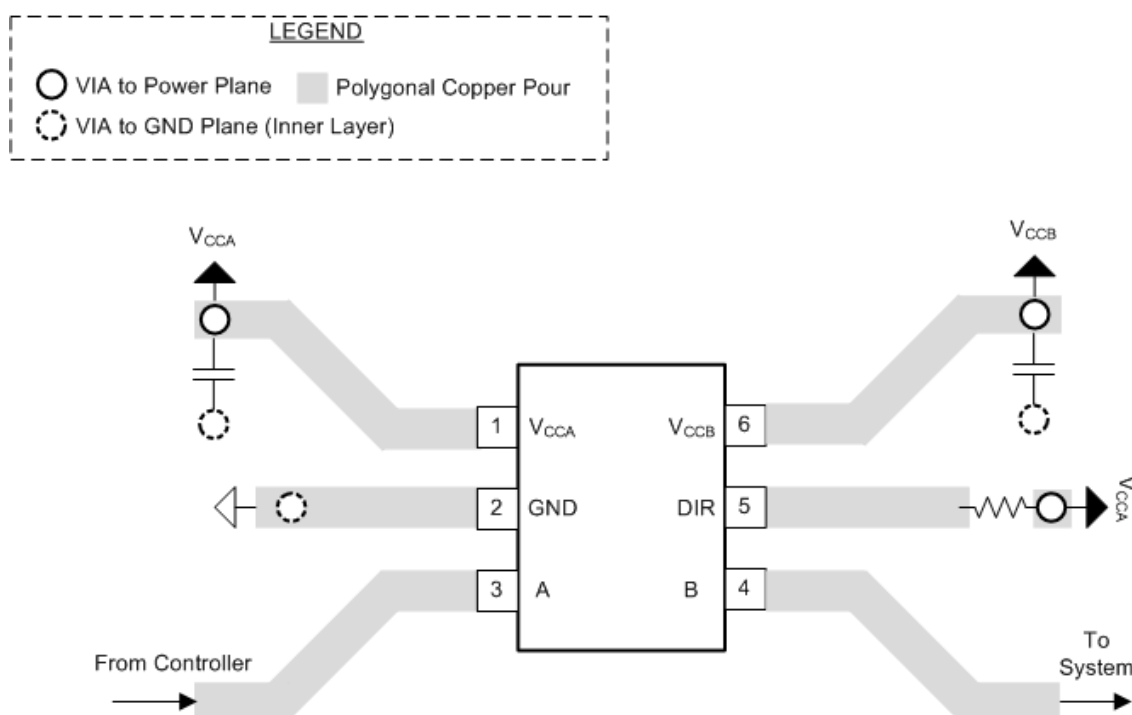 LEGEND
VIA to Power Plane
Polygonal Copper Pour
VIA to GND Plane (Inner Layer)
VCCA
VCCB
1
VCCA
VCCB
6
2
GND
DIR
5
VCCA
3
A
B
4
From Controller
To
System